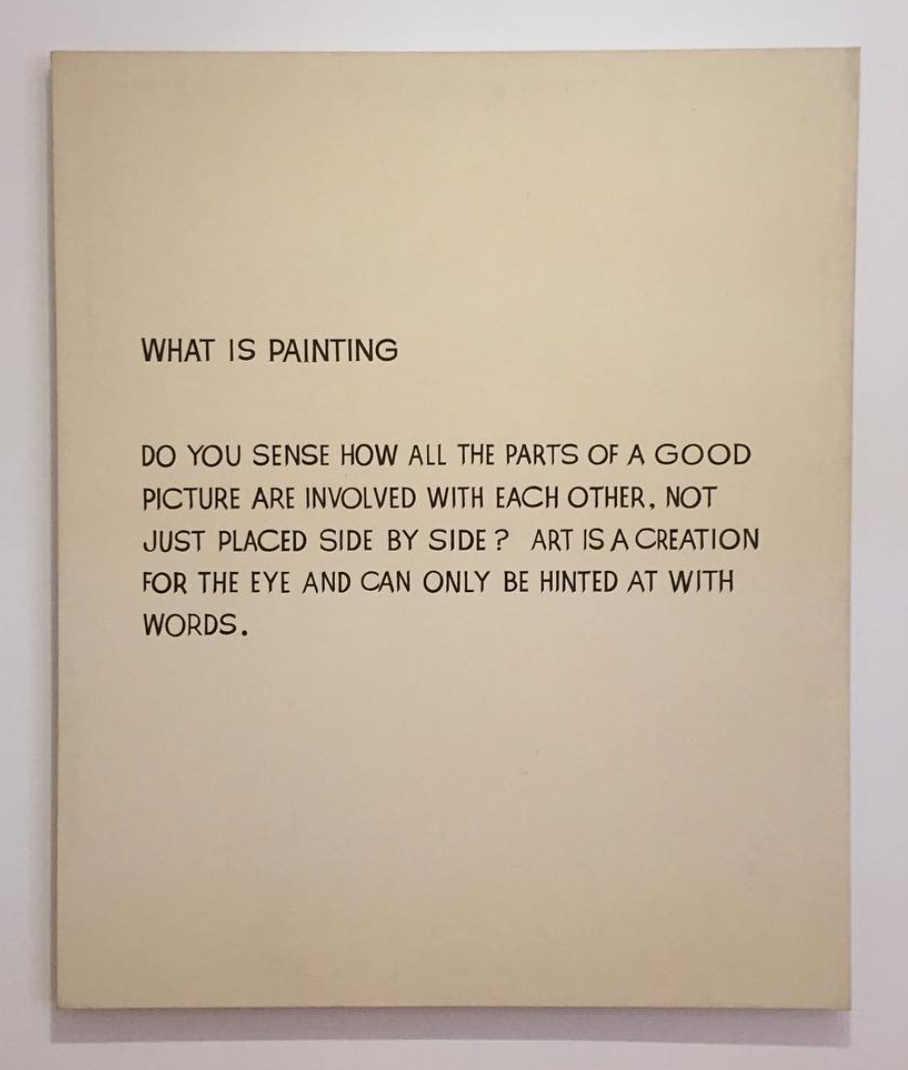 WHAT IS PAINTING
DO YOU SENSE HOW ALL THE PARTS OF A GOOD
PICTURE ARE INVOLVED WITH EACH OTHER, NOT
JUST PLACED SIDE BY SIDE? ART IS A CREATION
FOR THE EYE AND CAN ONLY BE HINTED AT WITH
WORDS.